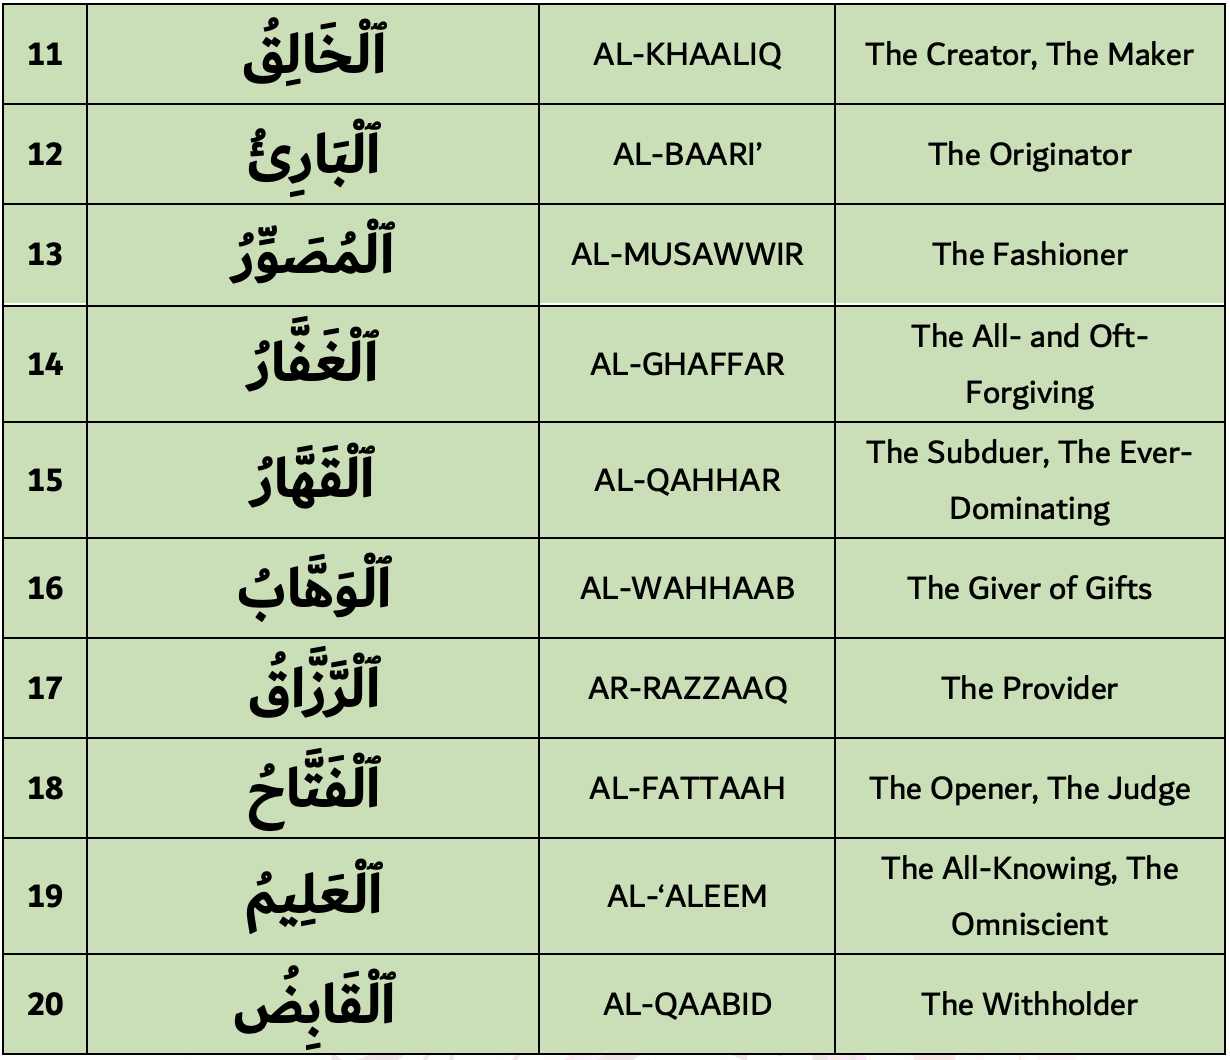 11 ٱلْخَالِقُ AL-KHAALIQ The Creator, The Maker
12 ٱلْبَارِئُ AL-BAARI’ The Originator
13 ٱلْمُصَوِّرُ AL-MUSAWWIR The Fashioner
14 ٱلْغَفَّارُ AL-GHAFFAR The All- and Oft-
Forgiving
15 ٱلْقَهَّارُ AL-QAHHAR The Subduer, The Ever-
Dominating
16 ٱلْوَهَّابُ AL-WAHHAAB The Giver of Gifts
17 ٱلْرَّزَّاقُ AR-RAZZAAQ The Provider
18 ٱلْفَتَّاحُ AL-FATTAAH The Opener, The Judge
19 ٱلْعَلِيمُ AL-‘ALEEM The All-Knowing, The
Omniscient
20 ٱلْقَابِضُ AL-QAABID The Withholder